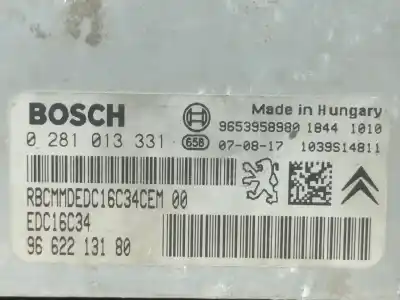 BOSCH
Made in Hungary
9653958980 1844 1010
0 281 013 331
658
07-08-17 1039S14811
RBCMMDEDC16C34CEM 00
EDC16C34
96 622 131 80